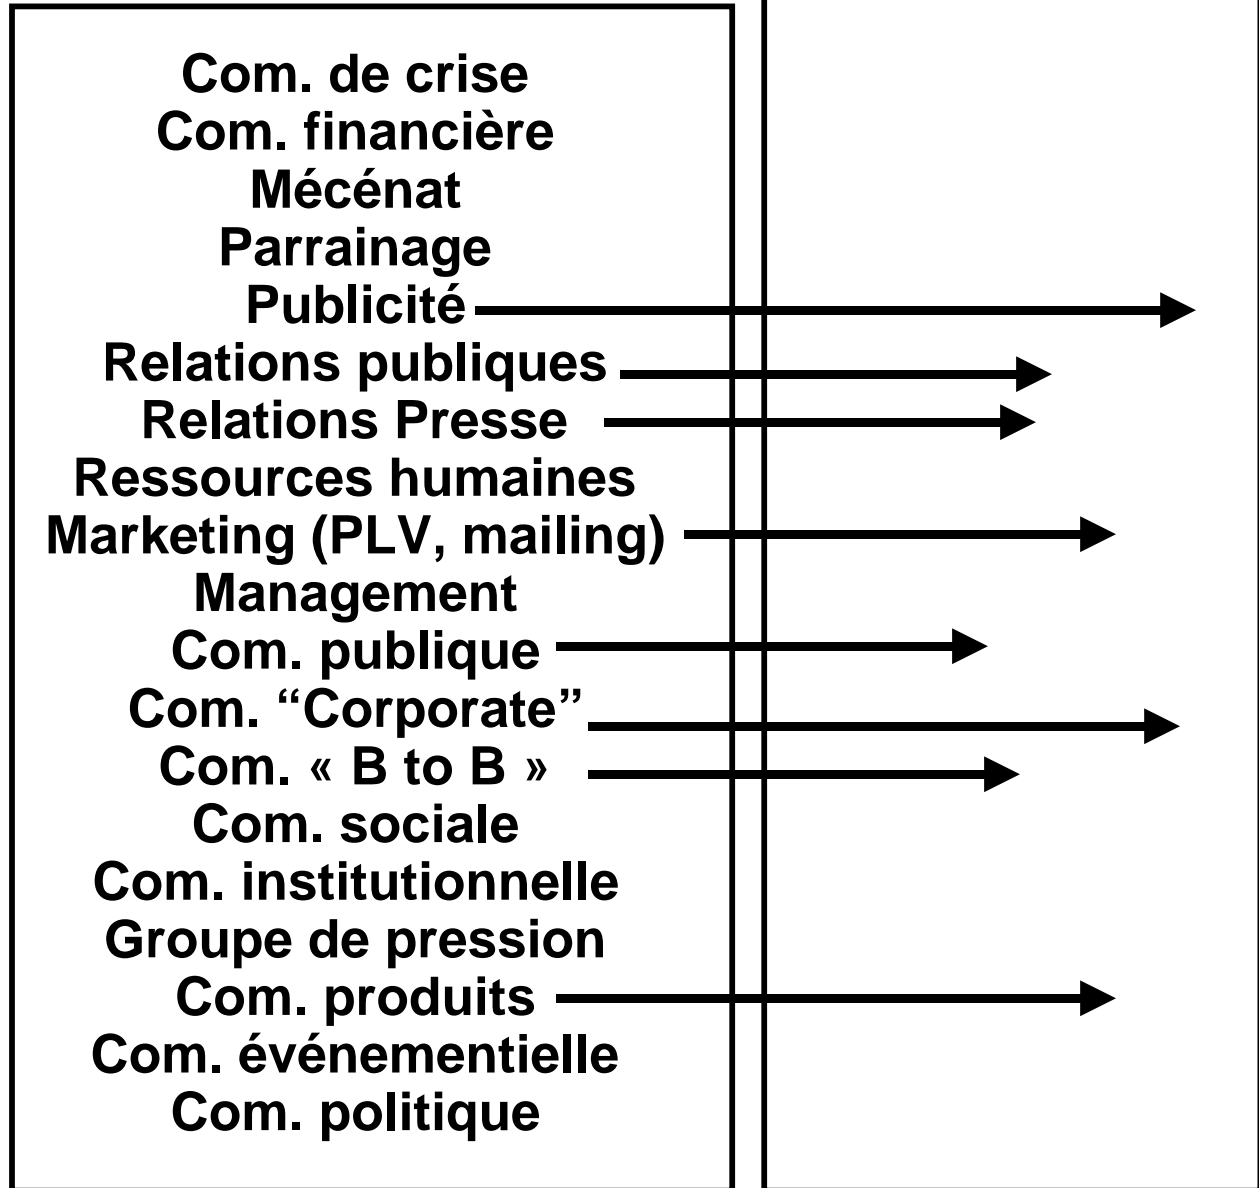 Com. de crise
Com. financière
Mécénat
Parrainage
Publicité
Relations publiques
Relations Presse
Ressources humaines
Marketing (PLV, mailing)
Management
Com. publique
Com. “Corporate”
Com. « B to B »
Com. sociale
Com. institutionnelle
Groupe de pression
Com. produits
Com. événementielle
Com. politique